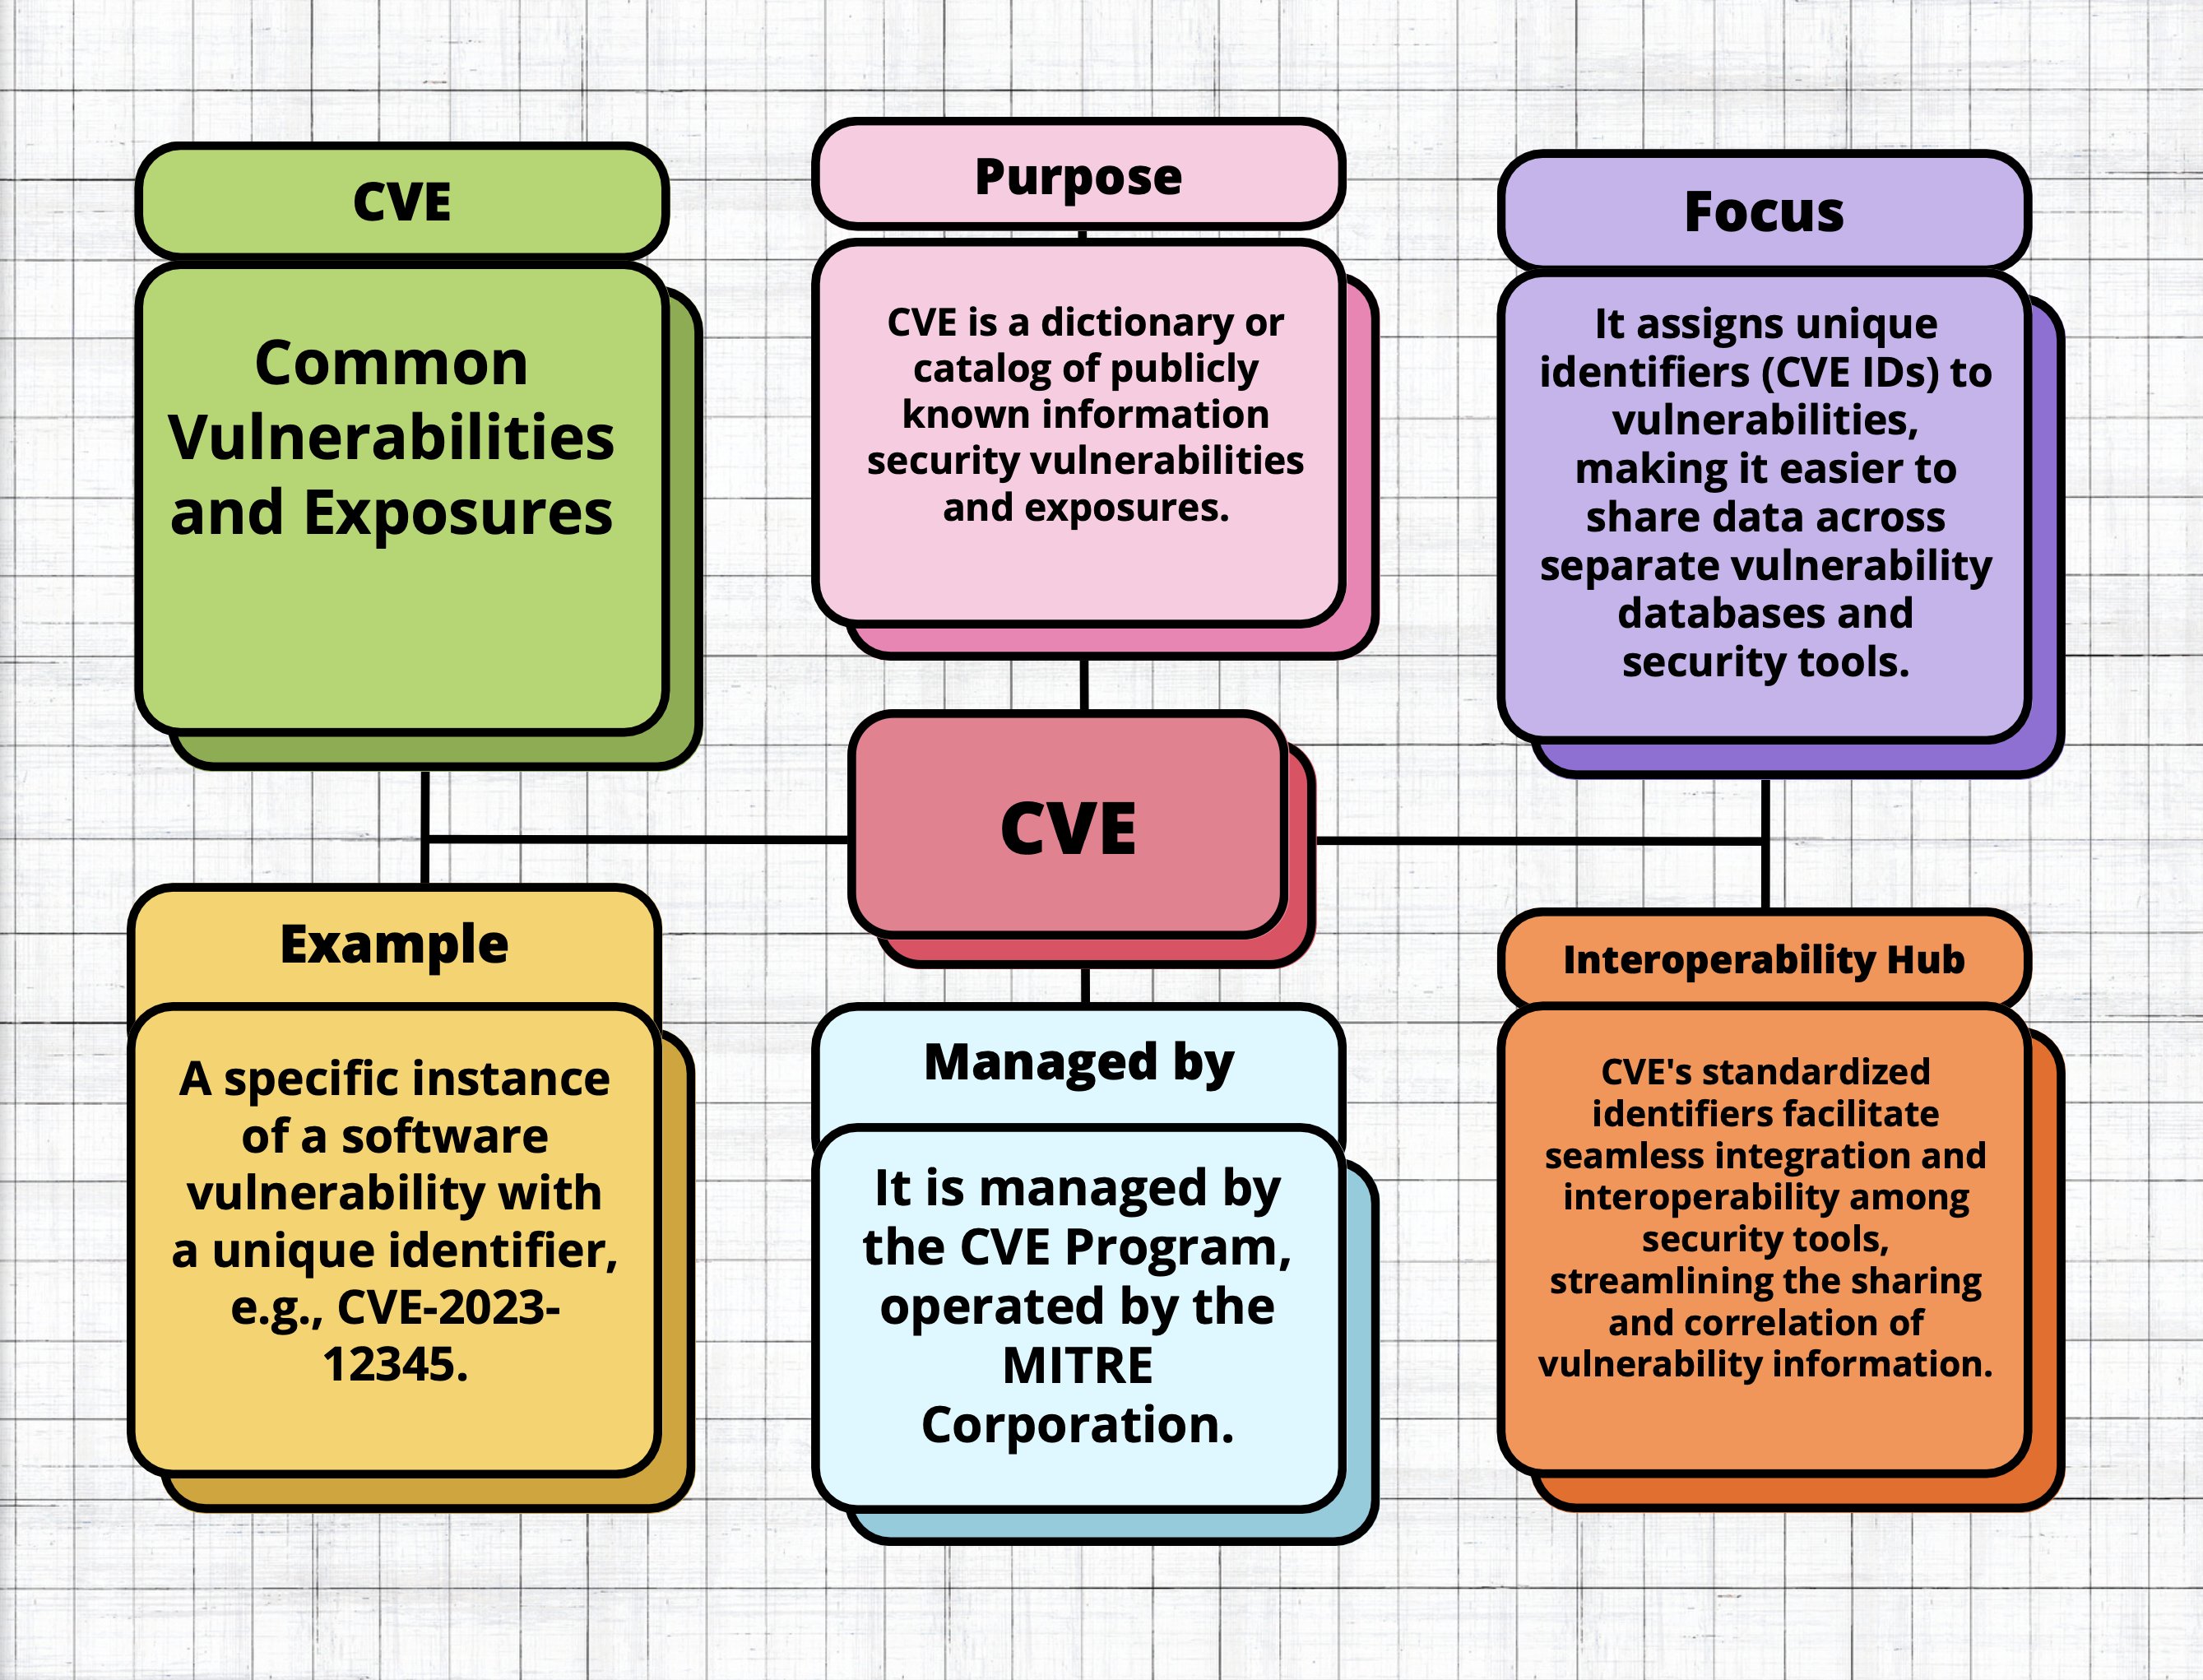 CVE
Common
Vulnerabilities
and Exposures
Purpose
CVE is a dictionary or
catalog of publicly
known information
security vulnerabilities
and exposures.
Focus
It assigns unique
identifiers (CVE IDs) to
vulnerabilities,
making it easier to
share data across
separate vulnerability
databases and
security tools.
CVE
Example
A specific instance
of a software
vulnerability with
a unique identifier,
e.g., CVE-2023-
12345.
Managed by
It is managed by
the CVE Program,
operated by the
MITRE
Corporation.
Interoperability Hub
CVE's standardized
identifiers facilitate
seamless integration and
interoperability among
security tools,
streamlining the sharing
and correlation of
vulnerability information.